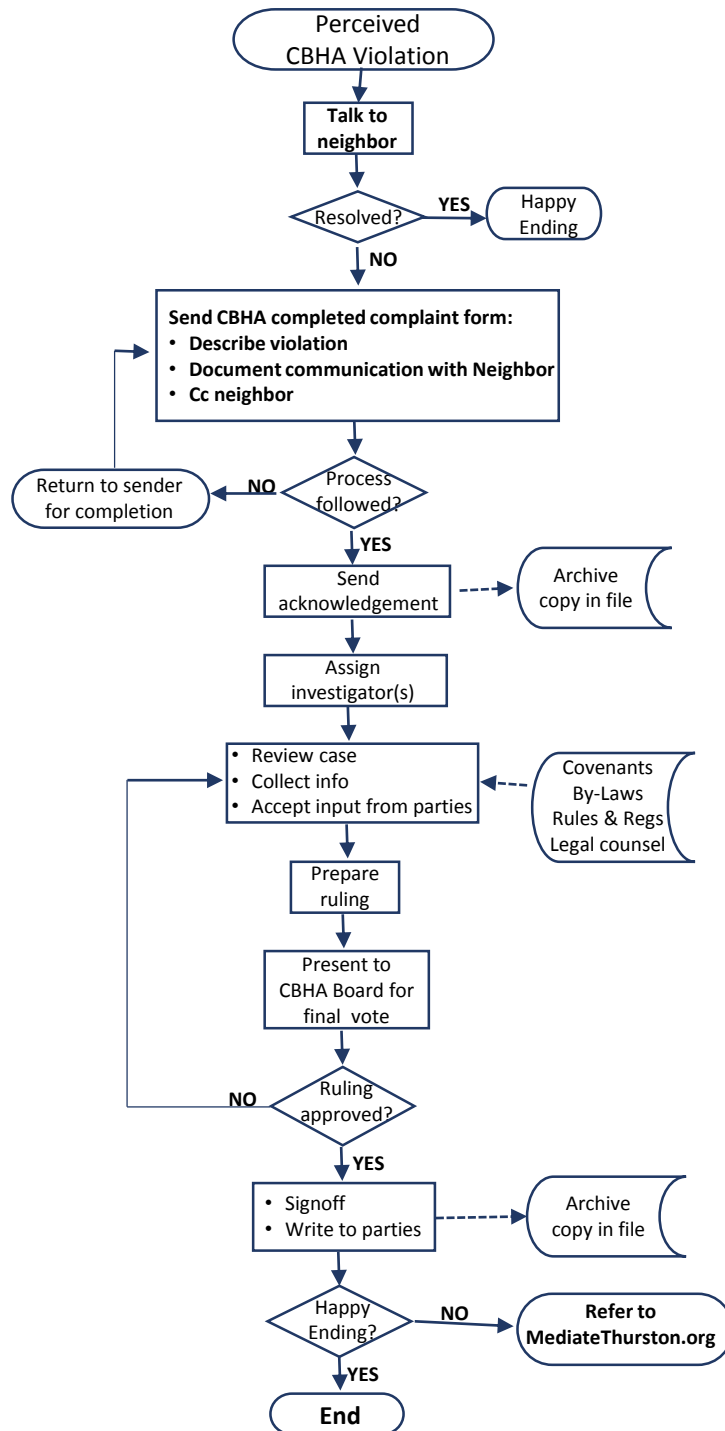 Perceived
CBHA Violation
Talk to
neighbor
Resolved?
YES
Happy
Ending
NO
Send CBHA completed complaint form:
• Describe violation
• Document communication with Neighbor
• Cc neighbor
Process
followed?
NO
Return to sender
for completion
YES
Send
acknowledgement
Archive
copy in file
Assign
investigator(s)
• Review case
• Collect info
• Accept input from parties
Covenants
By-Laws
Rules & Regs
Legal counsel
Prepare
ruling
Present to
CBHA Board for
final vote
Ruling
approved?
NO
YES
• Signoff
• Write to parties
Archive
copy in file
Happy
Ending?
NO
Refer to
MediateThurston.org
YES
End